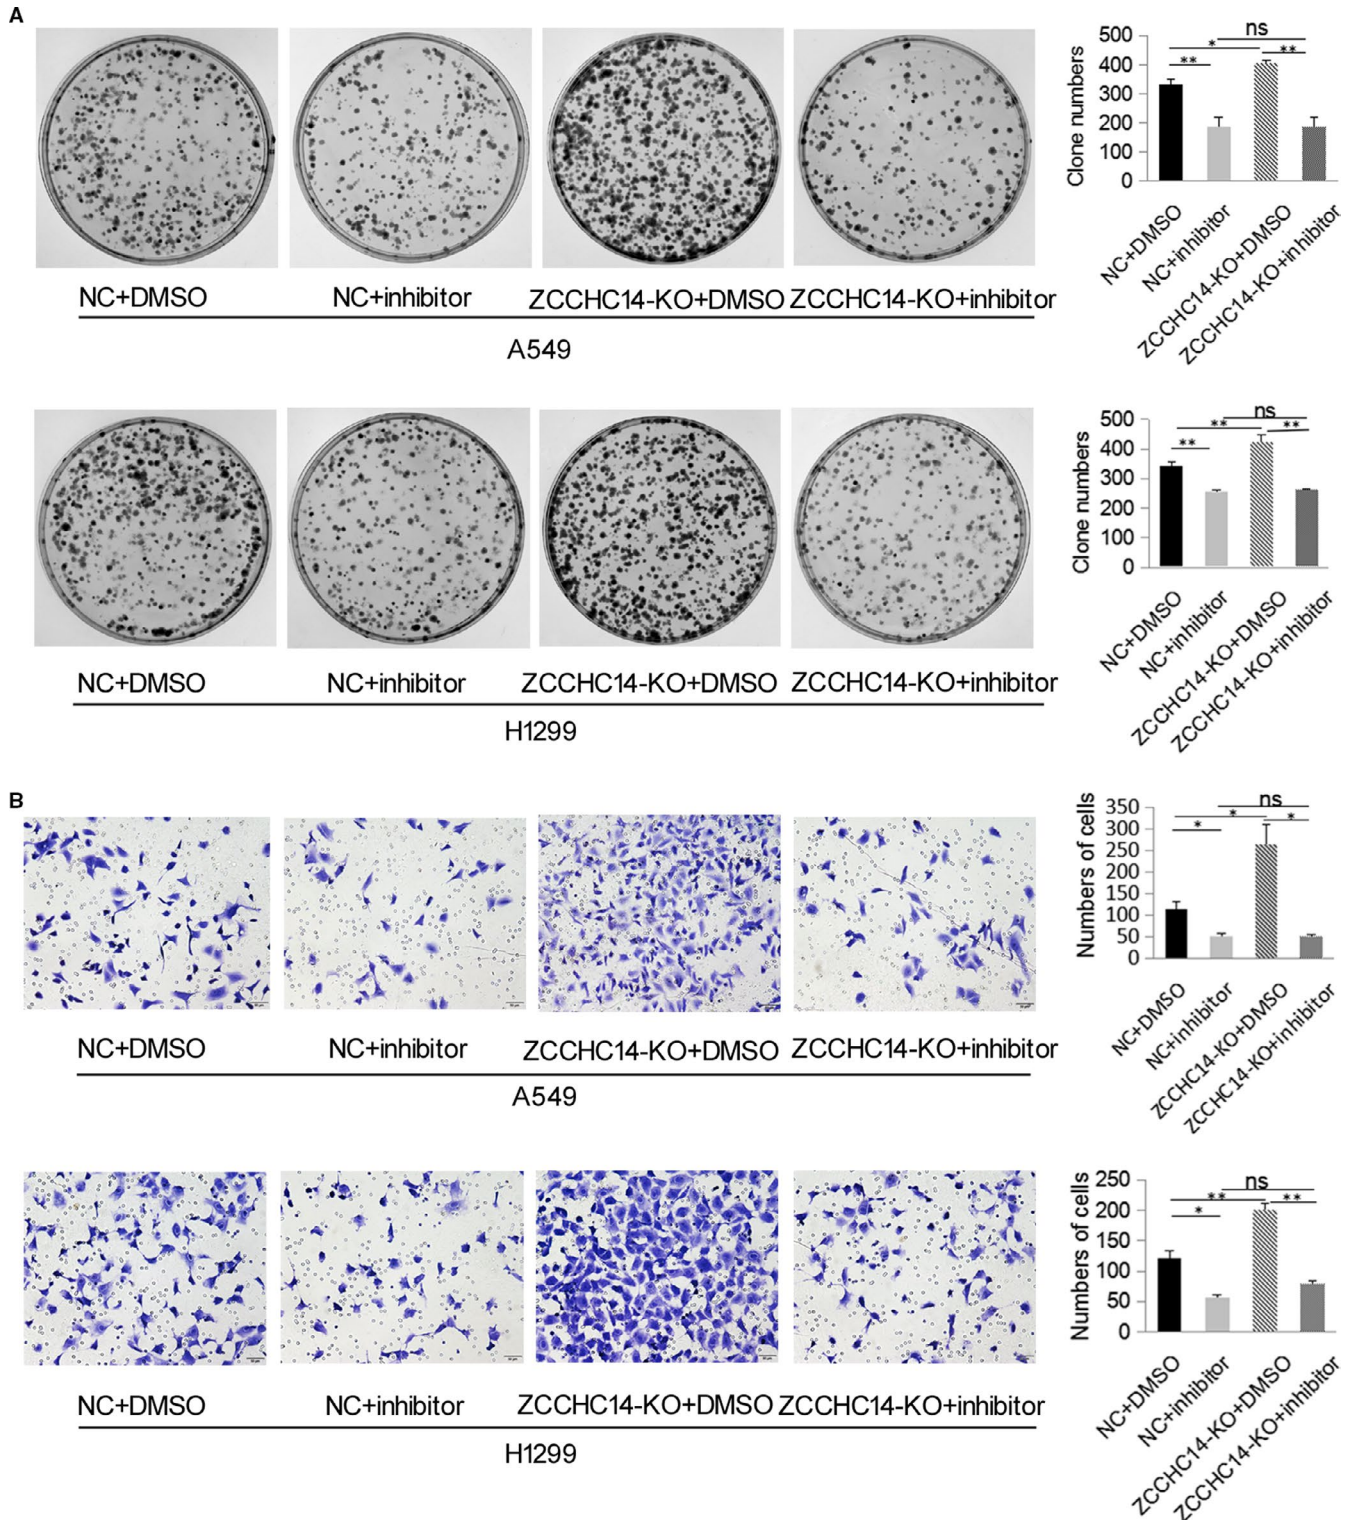 A
NC+DMSO
NC+inhibitor
ZCCHC14-KO+DMSO
ZCCHC14-KO+inhibitor
A549
500
400
300
200
100
0
Clone numbers
ns
*
**
**
NC+DMSO
NC+inhibitor
ZCCHC14-KO+DMSO
ZCCHC14-KO+inhibitor
NC+DMSO
NC+inhibitor
ZCCHC14-KO+DMSO
ZCCHC14-KO+inhibitor
H1299
500
400
300
200
100
0
Clone numbers
ns
**
**
**
NC+DMSO
NC+inhibitor
ZCCHC14-KO+DMSO
ZCCHC14-KO+inhibitor
B
NC+DMSO
NC+inhibitor
ZCCHC14-KO+DMSO
ZCCHC14-KO+inhibitor
A549
350
300
250
200
150
100
50
0
Numbers of cells
ns
*
*
*
NC+DMSO
NC+inhibitor
ZCCHC14-KO+DMSO
ZCCHC14-KO+inhibitor
NC+DMSO
NC+inhibitor
ZCCHC14-KO+DMSO
ZCCHC14-KO+inhibitor
H1299
250
200
150
100
50
0
Numbers of cells
ns
**
*
**
NC+DMSO
NC+inhibitor
ZCCHC14-KO+DMSO
ZCCHC14-KO+inhibitor